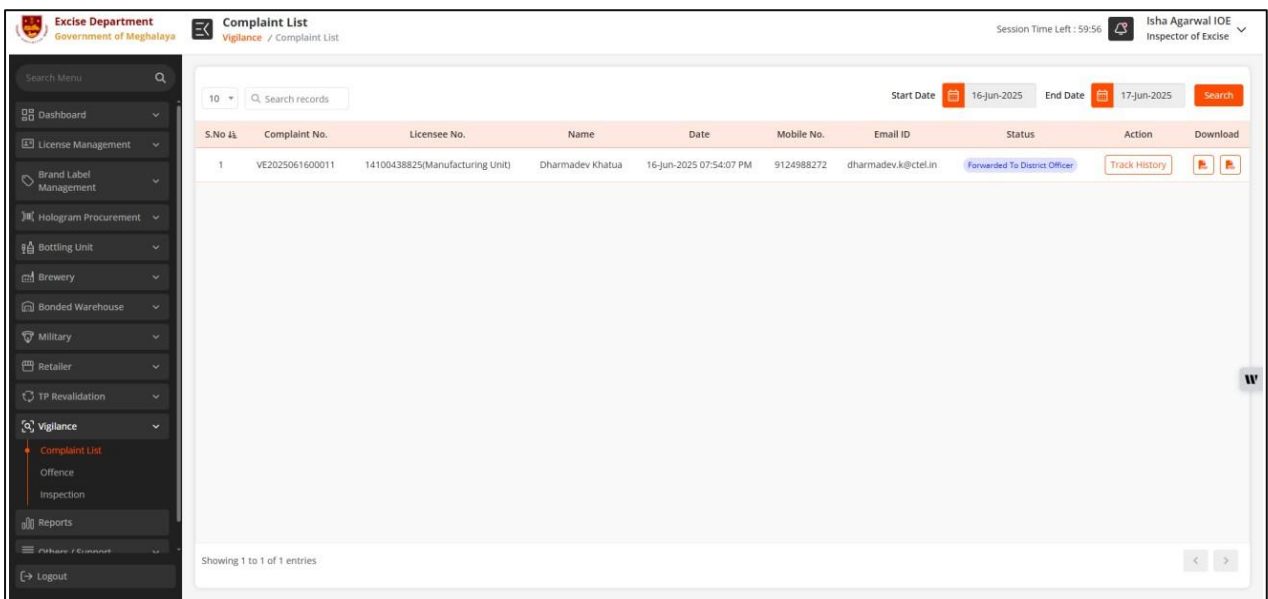 Excise Department
Government of Meghalaya
Complaint List
Vigilance / Complaint List
Session Time Left : 59:56
Isha Agarwal IOE
Inspector of Excise
Search Menu
Dashboard
License Management
Brand Label
Management
Hologram Procurement
Bottling Unit
Brewery
Bonded Warehouse
Military
Retailer
TP Revalidation
Vigilance
Complaint List
Offence
Inspection
Reports
Others / Support
Logout
10 Search records Start Date 16-Jun-2025 End Date 17-Jun-2025 Search
S.No Complaint No. Licensee No. Name Date Mobile No. Email ID Status Action Download
1 VE2025061600011 14100438825(Manufacturing Unit) Dharmadev Khatua 16-Jun-2025 07:54:07 PM 9124988272 dharmadev.k@ctel.in Forwarded To District Officer Track History
W
Showing 1 to 1 of 1 entries